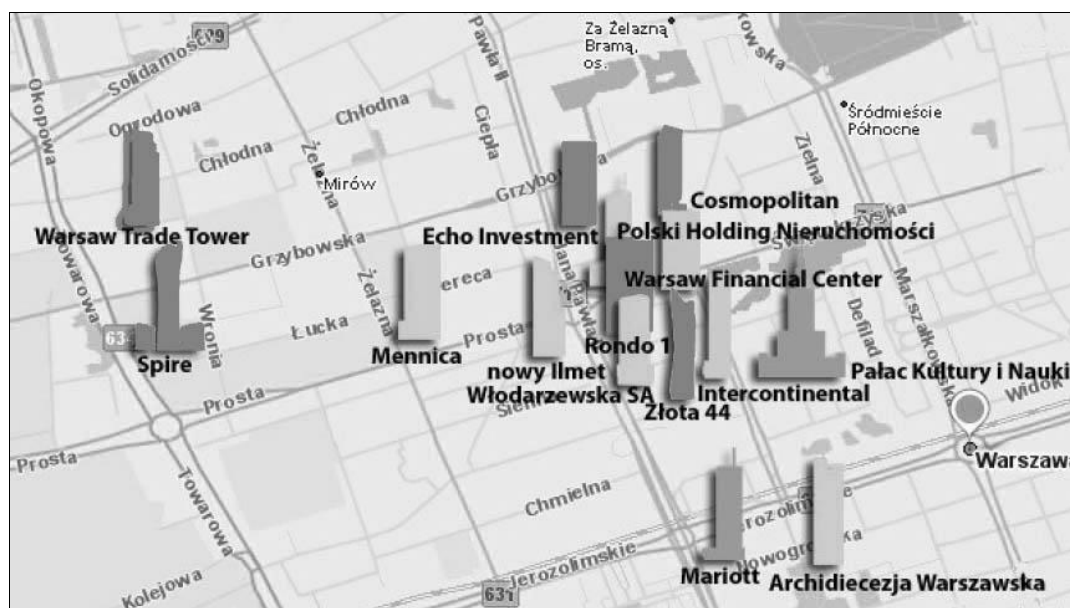 Za Żelazną
Bramą,
os.
Pawła II
Solidarności
Okopowa
Ogrodowa
Chłodna
Chłodna
Ciepła
Śródmieście
Północne
Zielna
Żelazna
Mirów
Grzybowska
Cosmopolitan
Warsaw Trade Tower
Echo Investment
Polski Holding Nieruchomości
Grzybowska
Warsaw Financial Center
Towarowa
Żelazna
Jana Pawła
Marszałkowska
Defilad
Wronia
Łucka
Prosta
Spire
Mennica
Rondo 1
nowy Ilmet
Pałac Kultury i Nauki
Włodarzewska SA
Intercontinental
Widok
Prosta
Złota 44
Prosta
Warszawa
Towarowa
Chmielna
Jerozolimskie
Mariott
Archidiecezja Warszawska
Kolejowa
631